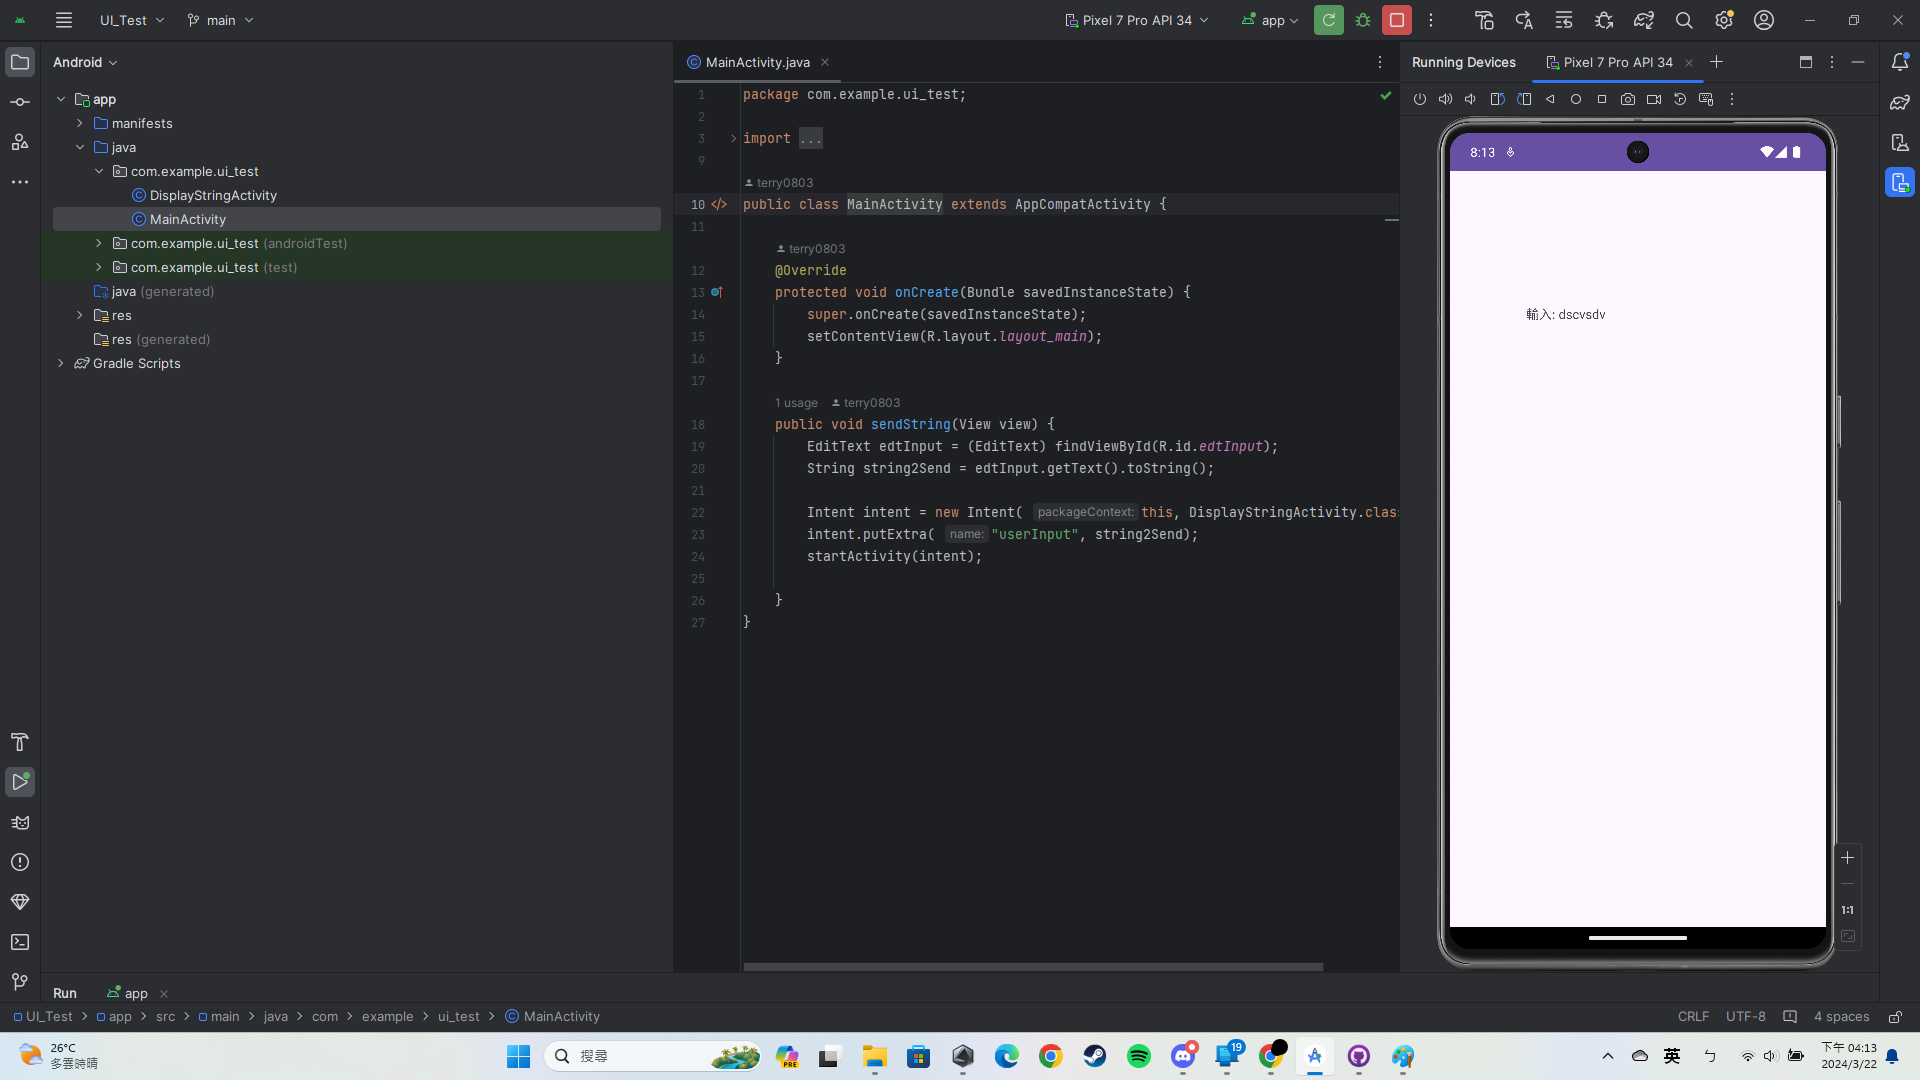 UI_Test
main
Pixel 7 Pro API 34
app
Android
app
manifests
java
com.example.ui_test
DisplayStringActivity
MainActivity
com.example.ui_test (androidTest)
com.example.ui_test (test)
java (generated)
res
res (generated)
Gradle Scripts
MainActivity.java
1 package com.example.ui_test;
2
3 import ...
9
terry0803
10 public class MainActivity extends AppCompatActivity {
11
terry0803
12 @Override
13 protected void onCreate(Bundle savedInstanceState) {
14 super.onCreate(savedInstanceState);
15 setContentView(R.layout.layout_main);
16 }
17
1 usage terry0803
18 public void sendString(View view) {
19 EditText edtInput = (EditText) findViewById(R.id.edtInput);
20 String string2Send = edtInput.getText().toString();
21
22 Intent intent = new Intent( packageContext: this, DisplayStringActivity.clas
23 intent.putExtra( name: "userInput", string2Send);
24 startActivity(intent);
25
26 }
27 }
Running Devices
Pixel 7 Pro API 34
8:13
輸入: dscvsdv
1:1
Run
app
UI_Test > app > src > main > java > com > example > ui_test > MainActivity
CRLF
UTF-8
4 spaces
26°C
多雲時晴
搜尋
PRE
19
英
ㄅ
下午 04:13
2024/3/22